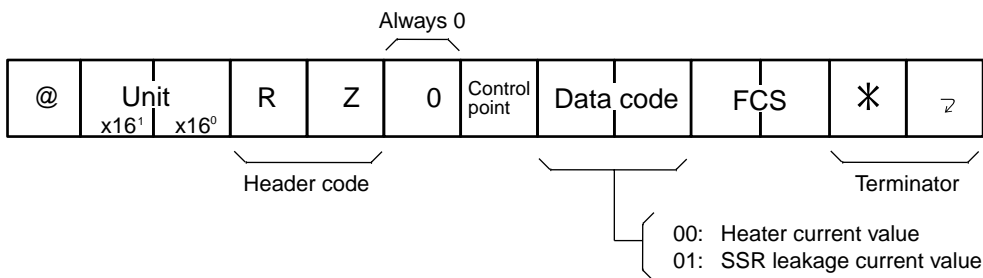 Always 0
@ Unit R Z 0 Control point Data code FCS * ↵
x16¹ x16⁰
Header code
Terminator
00: Heater current value
01: SSR leakage current value